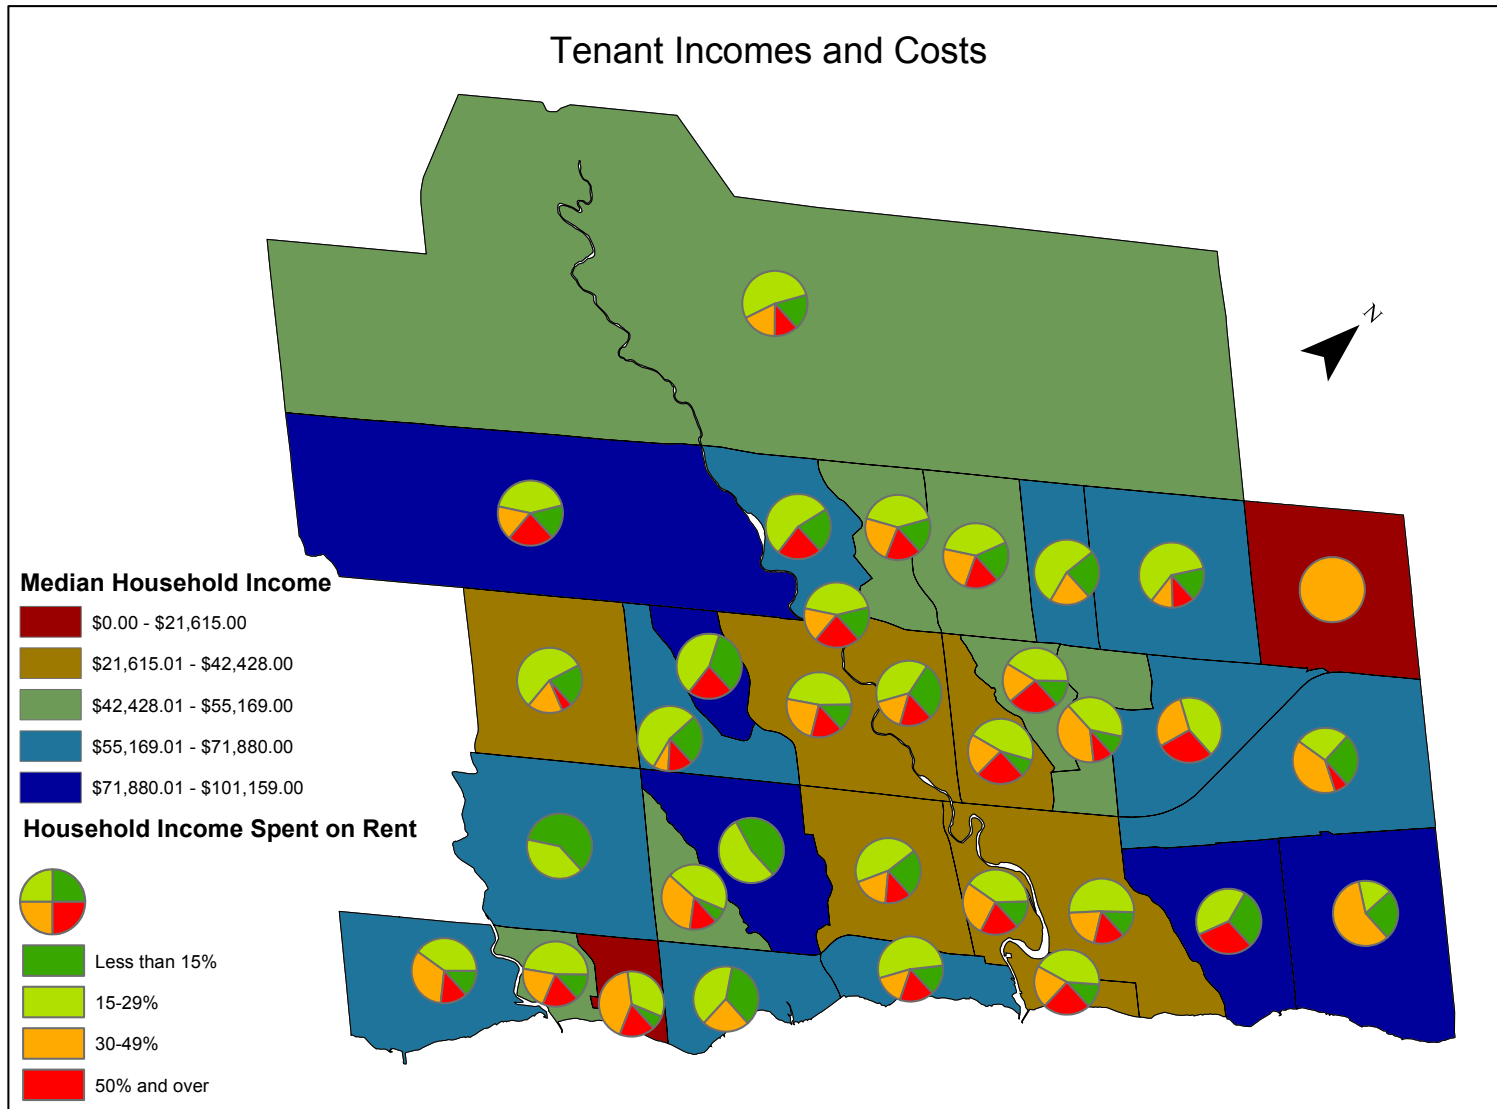 Tenant Incomes and Costs
N
Median Household Income
$0.00 - $21,615.00
$21,615.01 - $42,428.00
$42,428.01 - $55,169.00
$55,169.01 - $71,880.00
$71,880.01 - $101,159.00
Household Income Spent on Rent
Less than 15%
15-29%
30-49%
50% and over